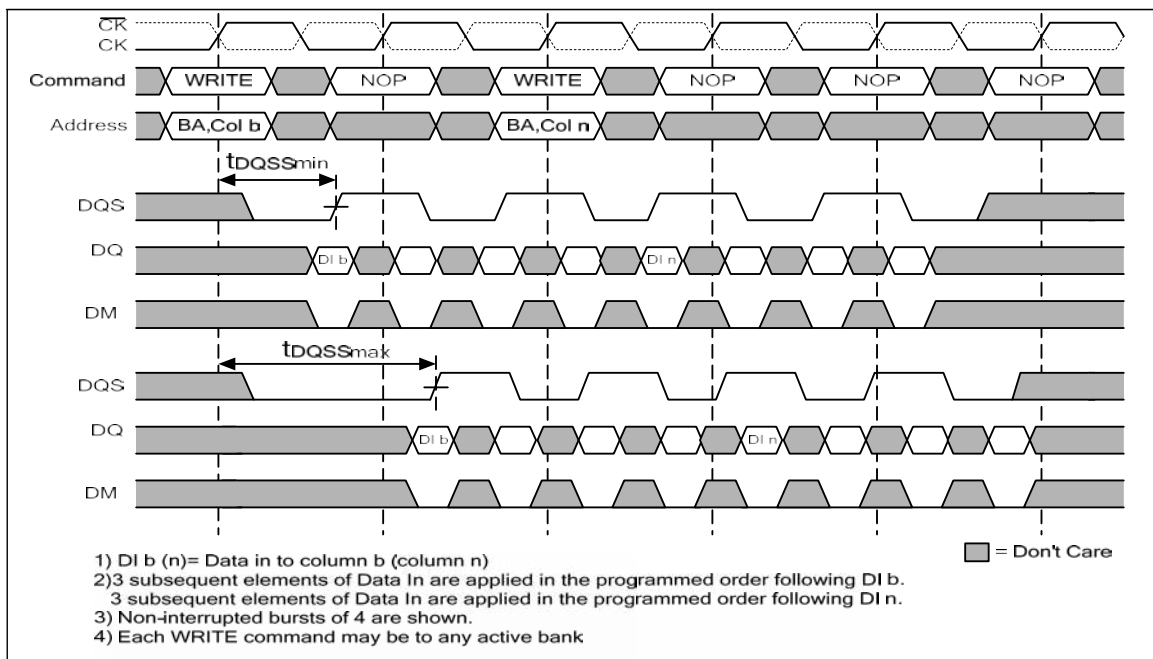 CK
CK
Command WRITE NOP WRITE NOP NOP NOP
Address BA,Col b BA,Col n
tDQSSmin
DQS
DQ DI b DI n
DM
tDQSSmax
DQS
DQ DI b DI n
DM
1) DI b (n)= Data in to column b (column n)
= Don't Care
2)3 subsequent elements of Data In are applied in the programmed order following DI b.
3 subsequent elements of Data In are applied in the programmed order following DI n.
3) Non-interrupted bursts of 4 are shown.
4) Each WRITE command may be to any active bank